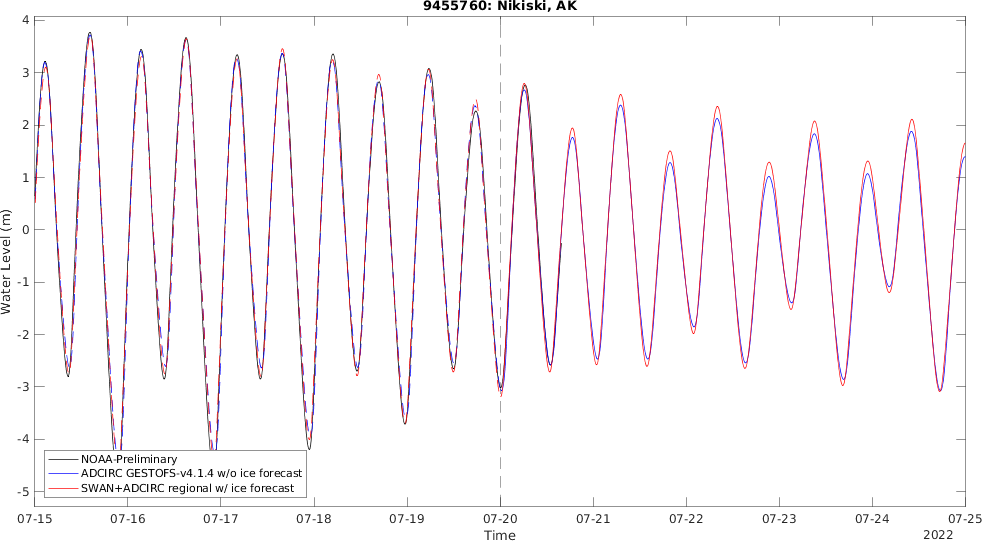 9455760: Nikiski, AK
4
3
2
1
0
-1
-2
-3
-4
-5
Water Level (m)
NOAA-Preliminary
ADCIRC GESTOFS-v4.1.4 w/o ice forecast
SWAN+ADCIRC regional w/ ice forecast
07-15 07-16 07-17 07-18 07-19 07-20 07-21 07-22 07-23 07-24 07-25
Time
2022